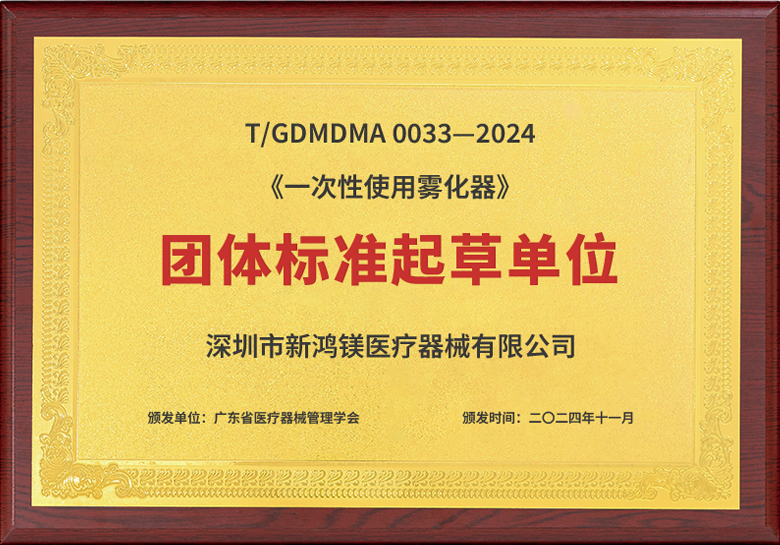 T/GDMDMA 0033—2024
《一次性使用雾化器》
团体标准起草单位
深圳市新鸿镁医疗器械有限公司
颁发单位：广东省医疗器械管理学会 颁发时间：二〇二四年十一月